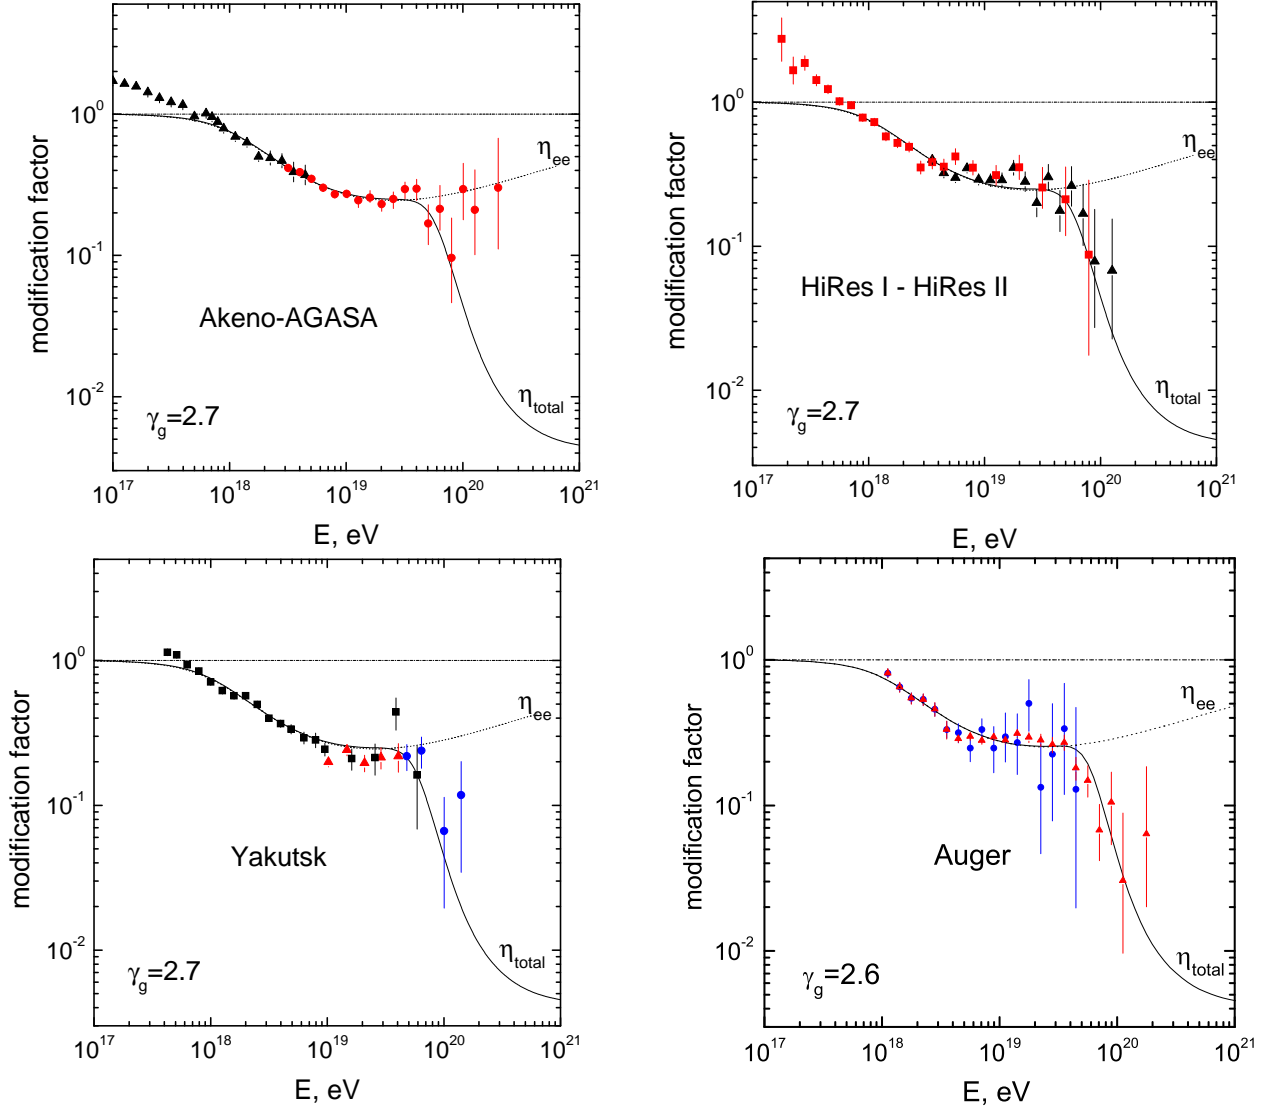 10^0
10^-1
10^-2
modification factor
η_ee
Akeno-AGASA
η_total
γ_g=2.7
10^17 10^18 10^19 10^20 10^21
E, eV
10^0
10^-1
10^-2
modification factor
η_ee
HiRes I - HiRes II
η_total
γ_g=2.7
10^17 10^18 10^19 10^20 10^21
E, eV
10^0
10^-1
10^-2
modification factor
η_ee
Yakutsk
η_total
γ_g=2.7
10^17 10^18 10^19 10^20 10^21
E, eV
10^0
10^-1
10^-2
modification factor
η_ee
Auger
η_total
γ_g=2.6
10^17 10^18 10^19 10^20 10^21
E, eV